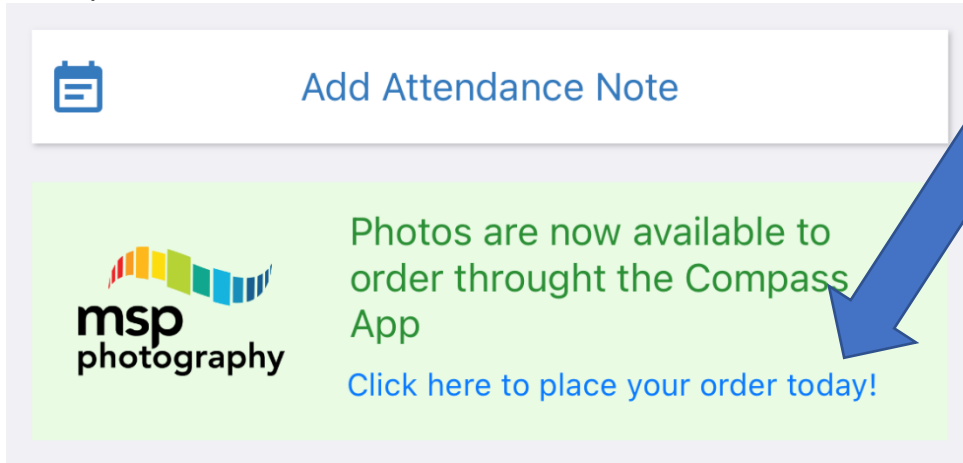 Add Attendance Note
Photos are now available to
order throught the Compass
App
msp
photography
Click here to place your order today!